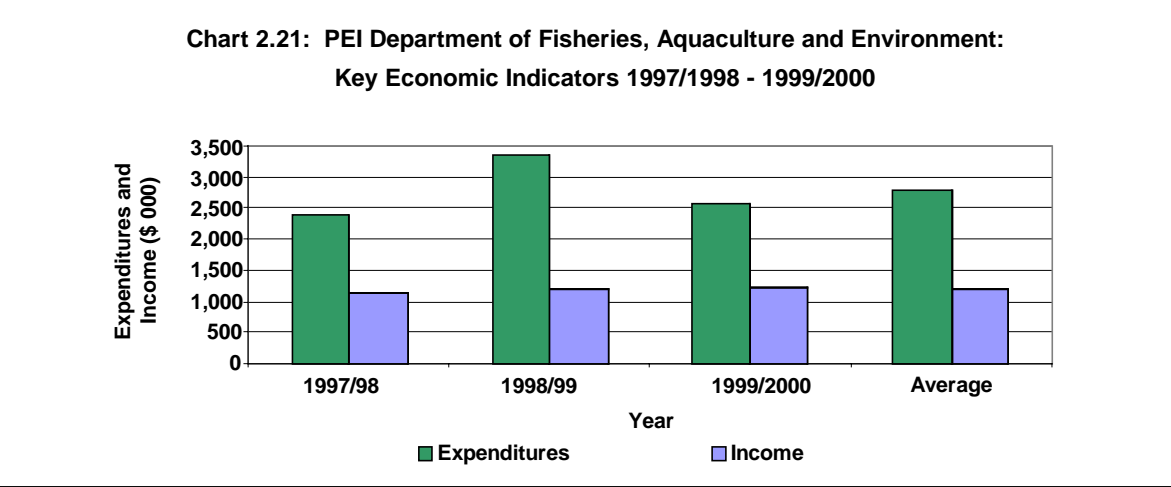 Chart 2.21:  PEI Department of Fisheries, Aquaculture and Environment:
Key Economic Indicators 1997/1998 - 1999/2000
Expenditures and
Income ($ 000)
3,500
3,000
2,500
2,000
1,500
1,000
500
0
1997/98 1998/99 1999/2000 Average
Year
Expenditures Income